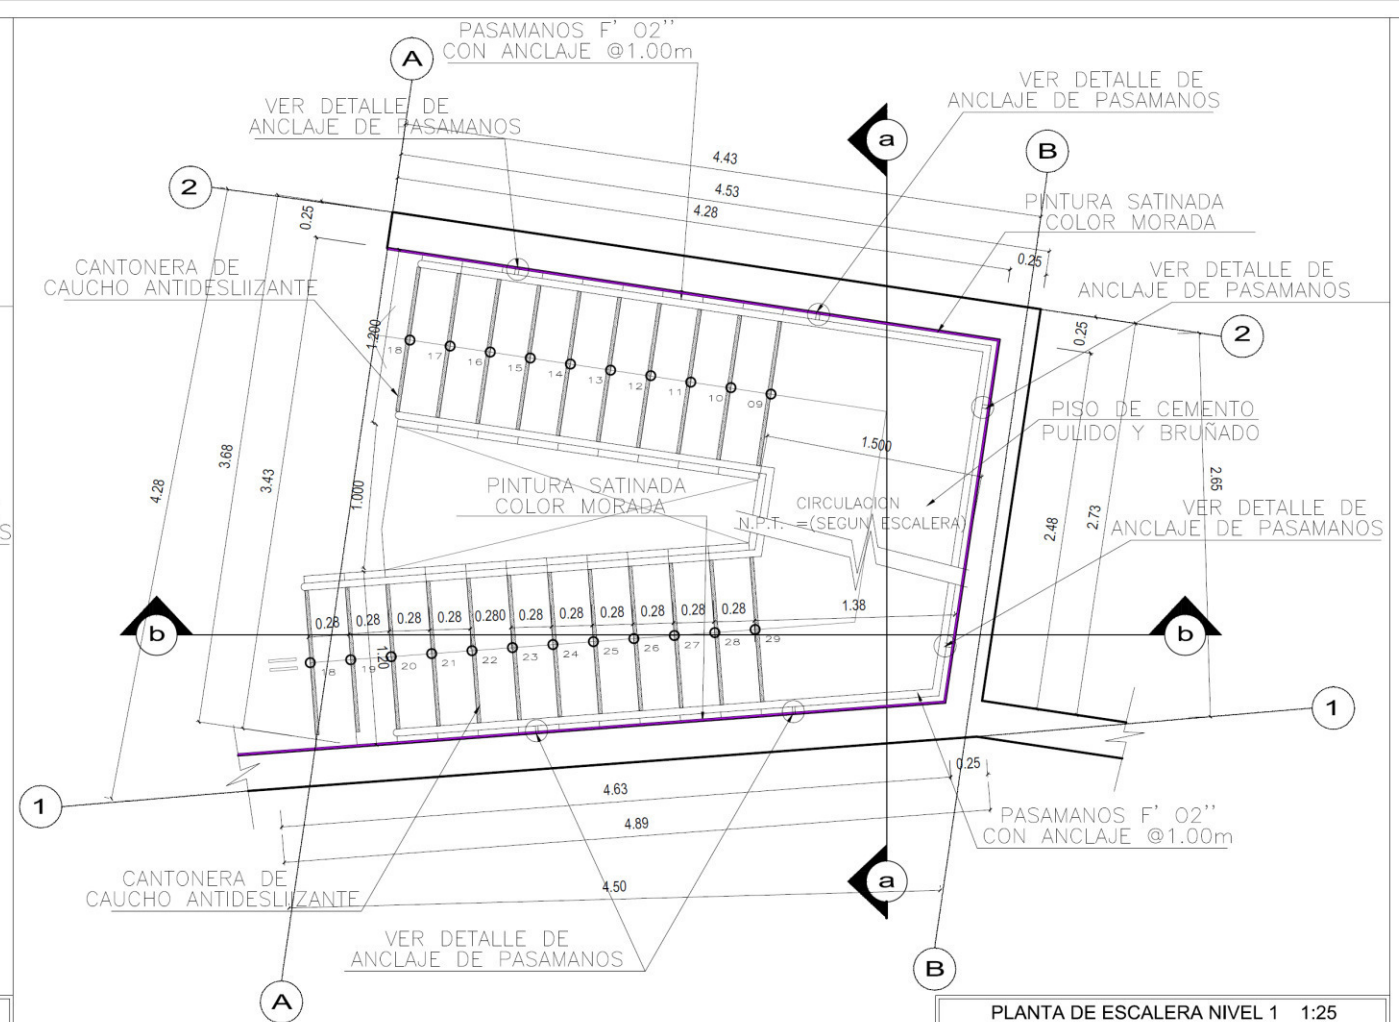 PASAMANOS F' O2''
CON ANCLAJE @1.00m
A
VER DETALLE DE
ANCLAJE DE PASAMANOS
VER DETALLE DE
ANCLAJE DE PASAMANOS
a
B
4.43
4.53
4.28
2
0.25
PINTURA SATINADA
COLOR MORADA
0.25
CANTONERA DE
CAUCHO ANTIDESLIIZANTE
VER DETALLE DE
ANCLAJE DE PASAMANOS
2
0.25
1.200
18
17
16
15
14
13
12
11
10
09
PISO DE CEMENTO
PULIDO Y BRUÑADO
1.500
3.68
3.43
4.28
1.000
PINTURA SATINADA
COLOR MORADA
CIRCULACION
N.P.T. =(SEGUN ESCALERA)
2.65
2.48
2.73
VER DETALLE DE
ANCLAJE DE PASAMANOS
S
0.28
0.28
0.28
0.28
0.280
0.28
0.28
0.28
0.28
0.28
0.28
1.38
b
b
1.20
18
19
20
21
22
23
24
25
26
27
28
29
1
0.25
4.63
4.89
1
PASAMANOS F' O2''
CON ANCLAJE @1.00m
CANTONERA DE
CAUCHO ANTIDESLIIZANTE
4.50
a
VER DETALLE DE
ANCLAJE DE PASAMANOS
B
A
PLANTA DE ESCALERA NIVEL 1 1:25